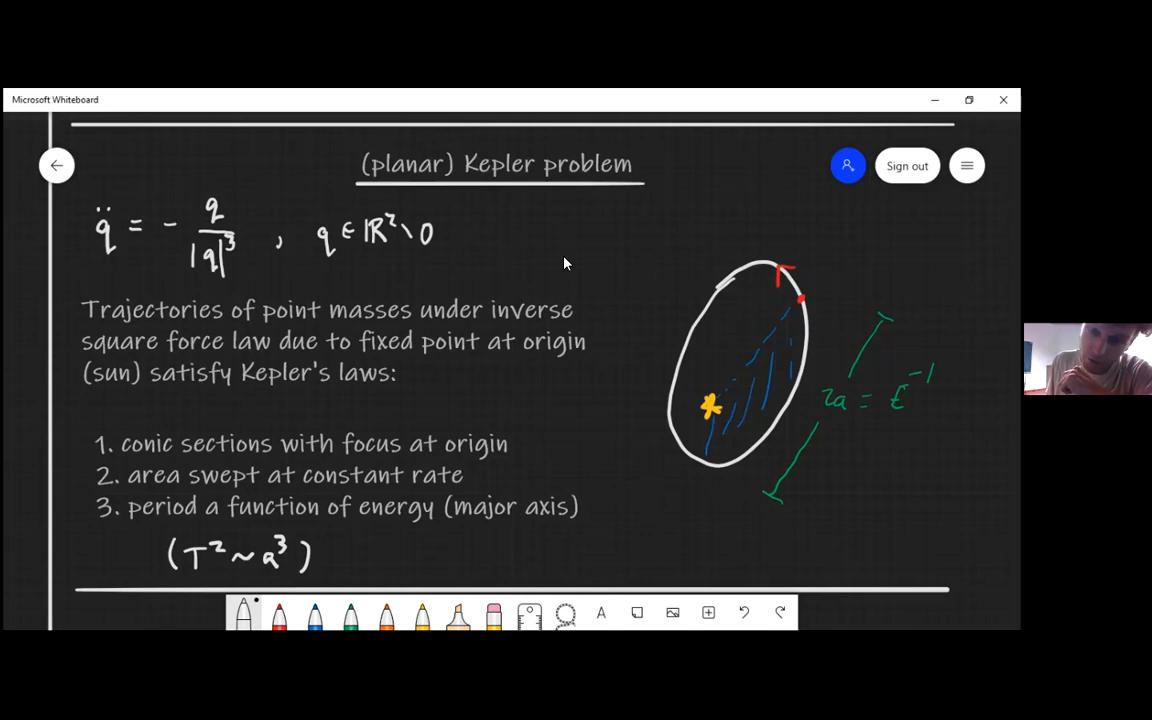 Microsoft Whiteboard
(planar) Kepler problem
Sign out
q̈ = - q/|q|³ , q ∈ ℝ² \ 0
Trajectories of point masses under inverse
square force law due to fixed point at origin
(sun) satisfy Kepler's laws:
2a = E⁻¹
1. conic sections with focus at origin
2. area swept at constant rate
3. period a function of energy (major axis)
(T² ~ a³)
A